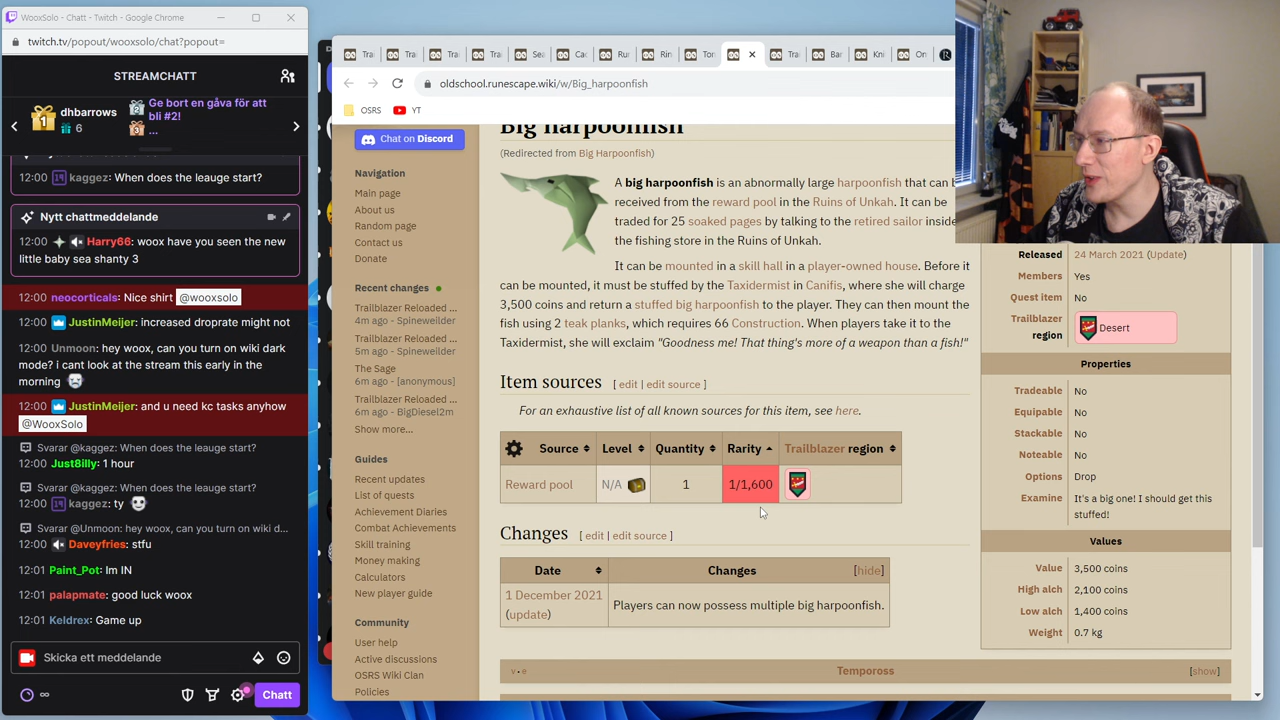 WooxSolo - Chatt - Twitch - Google Chrome
twitch.tv/popout/wooxsolo/chat?popout=
STREAMCHATT
dhbarrows
6
Ge bort en gåva för att
bli #2!
...
12:00 kaggez: When does the leauge start?
Nytt chattmeddelande
12:00 Harry66: woox have you seen the new
little baby sea shanty 3
12:00 neocorticals: Nice shirt @wooxsolo
12:00 JustinMeijer: increased droprate might not
12:00 Unmoon: hey woox, can you turn on wiki dark
mode? i cant look at the stream this early in the
morning
12:00 JustinMeijer: and u need kc tasks anyhow
@WooxSolo
Svarar @kaggez: When does the leauge start?
12:00 Just8illy: 1 hour
Svarar @kaggez: When does the leauge start?
12:00 kaggez: ty
Svarar @Unmoon: hey woox, can you turn on wiki d...
12:00 Daveyfries: stfu
12:01 Paint_Pot: Im IN
12:01 palapmate: good luck woox
12:01 Keldrex: Game up
Skicka ett meddelande
Chatt
Tra
Tra
Tra
Tra
Sea
Ca
Ru
Rin
Tor
Tra
Bar
Kni
On
oldschool.runescape.wiki/w/Big_harpoonfish
OSRS
YT
Chat on Discord
Navigation
Main page
About us
Random page
Contact us
Donate
Recent changes
Trailblazer Reloaded ...
4m ago - Spineweilder
Trailblazer Reloaded ...
5m ago - Spineweilder
The Sage
6m ago - [anonymous]
Trailblazer Reloaded ...
6m ago - BigDiesel2m
Show more...
Guides
Recent updates
List of quests
Achievement Diaries
Combat Achievements
Skill training
Money making
Calculators
New player guide
Community
User help
Active discussions
OSRS Wiki Clan
Policies
Big harpoonfish
(Redirected from Big Harpoonfish)
A big harpoonfish is an abnormally large harpoonfish that can b
received from the reward pool in the Ruins of Unkah. It can be
traded for 25 soaked pages by talking to the retired sailor inside
the fishing store in the Ruins of Unkah.
It can be mounted in a skill hall in a player-owned house. Before it
can be mounted, it must be stuffed by the Taxidermist in Canifis, where she will charge
3,500 coins and return a stuffed big harpoonfish to the player. They can then mount the
fish using 2 teak planks, which requires 66 Construction. When players take it to the
Taxidermist, she will exclaim "Goodness me! That thing's more of a weapon than a fish!"
Item sources [ edit | edit source ]
For an exhaustive list of all known sources for this item, see here.
Source Level Quantity Rarity Trailblazer region
Reward pool N/A 1 1/1,600
Changes [ edit | edit source ]
Date Changes [hide]
1 December 2021
(update)
Players can now possess multiple big harpoonfish.
v • e Tempoross [show]
Released 24 March 2021 (Update)
Members Yes
Quest item No
Trailblazer
region
Desert
Properties
Tradeable No
Equipable No
Stackable No
Noteable No
Options Drop
Examine It's a big one! I should get this
stuffed!
Values
Value 3,500 coins
High alch 2,100 coins
Low alch 1,400 coins
Weight 0.7 kg